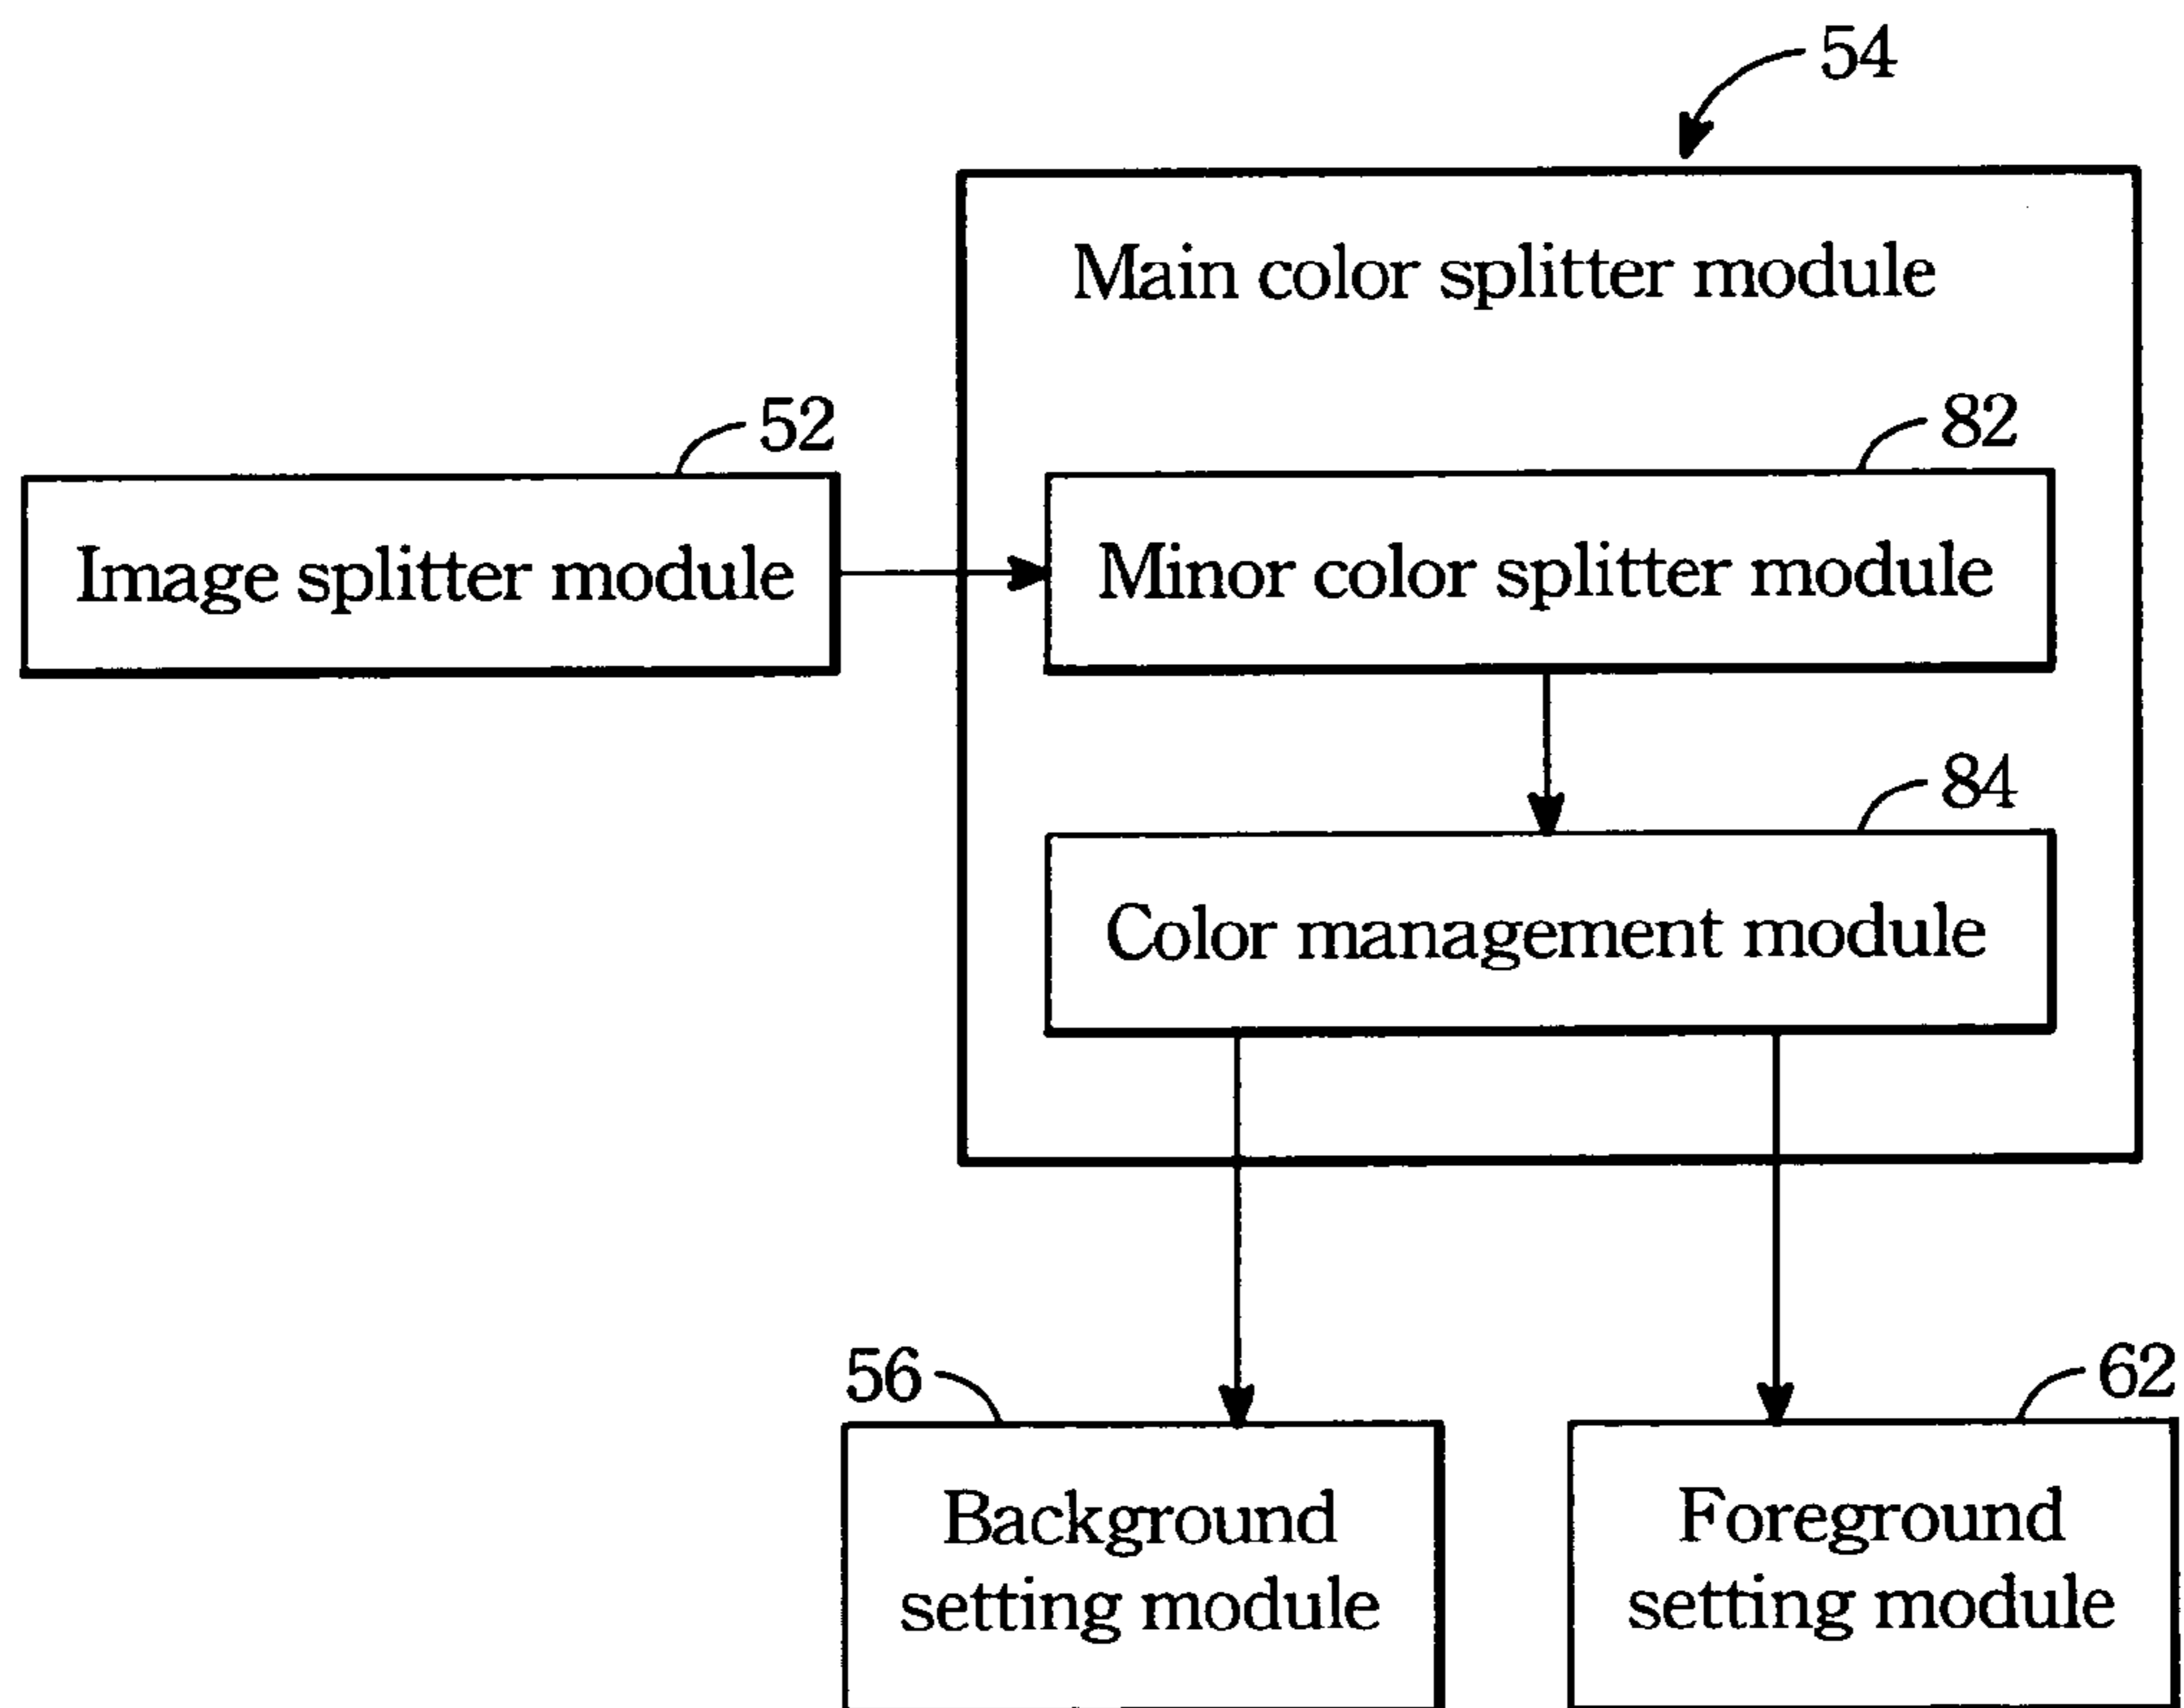 54
Main color splitter module
52
82
Image splitter module
Minor color splitter module
84
Color management module
56
62
Background
setting module
Foreground
setting module